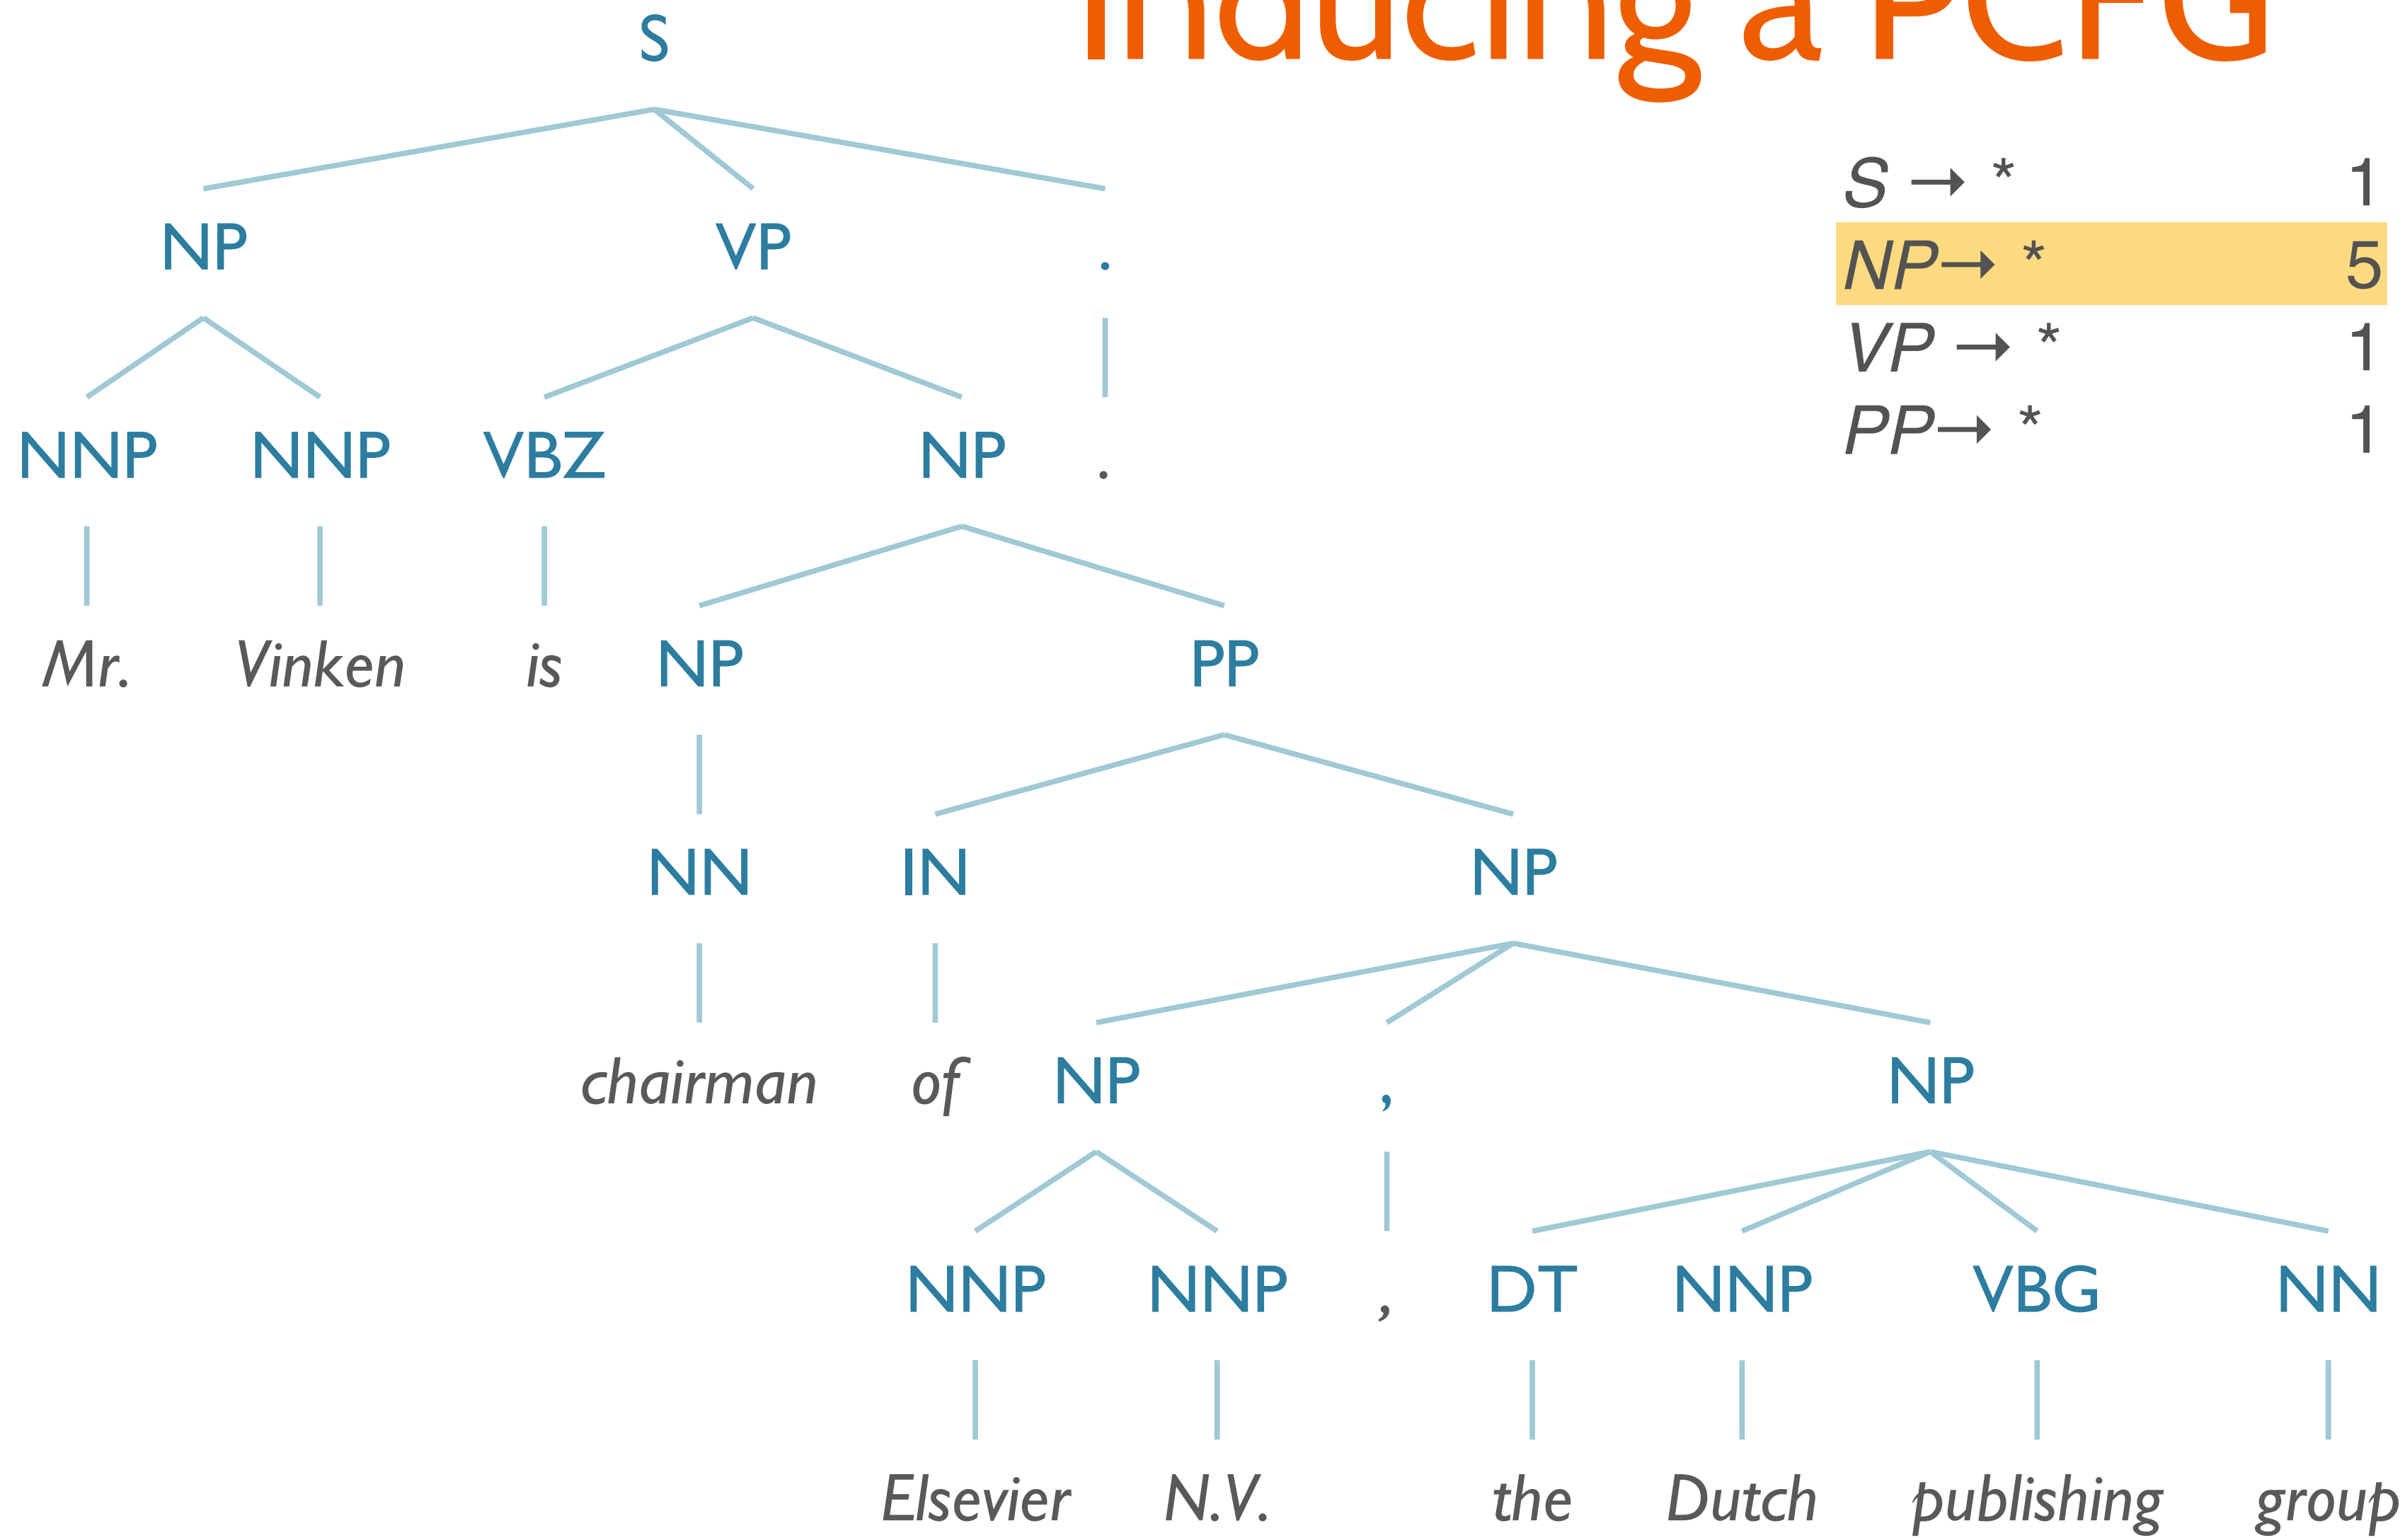 Inducing a PCFG
S
S → * 1
NP → * 5
VP → * 1
PP → * 1
NP VP .
NNP NNP VBZ NP .
Mr. Vinken is NP PP
NN IN NP
chairman of NP , NP
NNP NNP , DT NNP VBG NN
Elsevier N.V. the Dutch publishing group